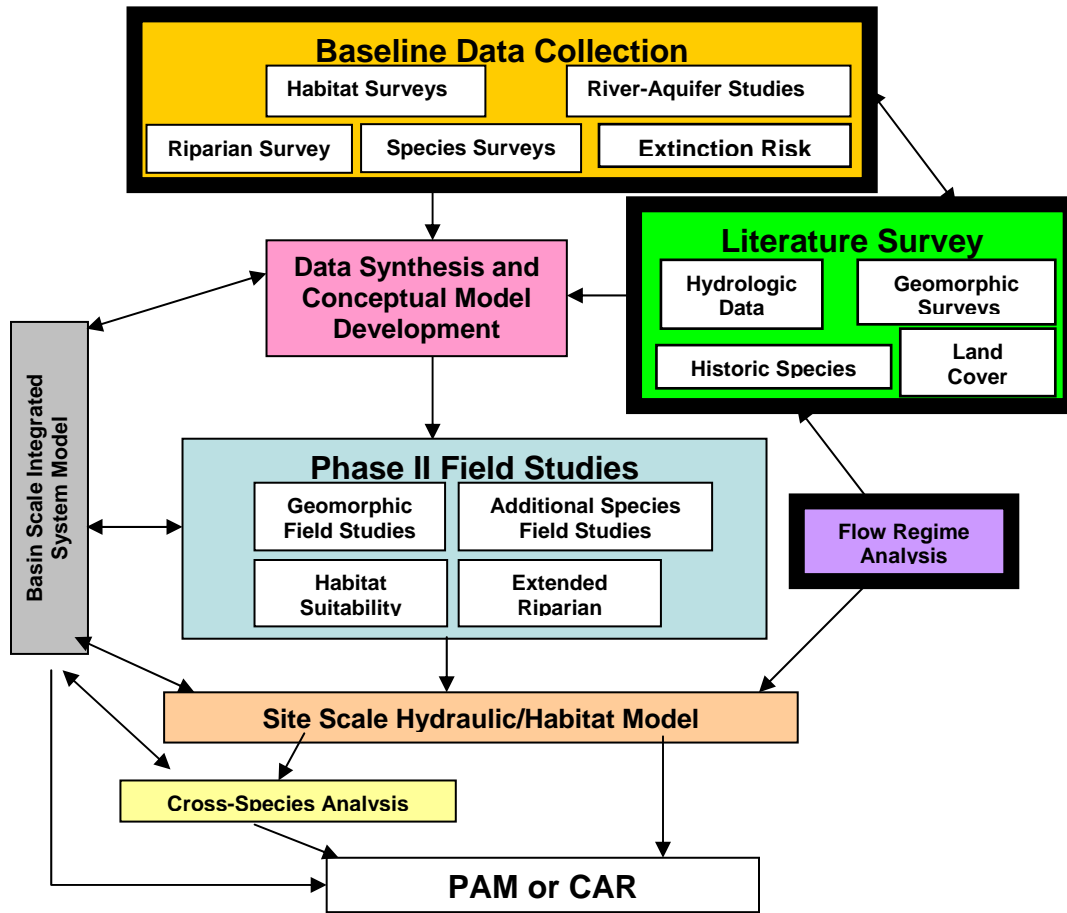 Baseline Data Collection
Habitat Surveys
River-Aquifer Studies
Riparian Survey
Species Surveys
Extinction Risk
Literature Survey
Hydrologic
Data
Geomorphic
Surveys
Historic Species
Land
Cover
Data Synthesis and
Conceptual Model
Development
Basin Scale Integrated
System Model
Phase II Field Studies
Geomorphic
Field Studies
Additional Species
Field Studies
Habitat
Suitability
Extended
Riparian
Flow Regime
Analysis
Site Scale Hydraulic/Habitat Model
Cross-Species Analysis
PAM or CAR